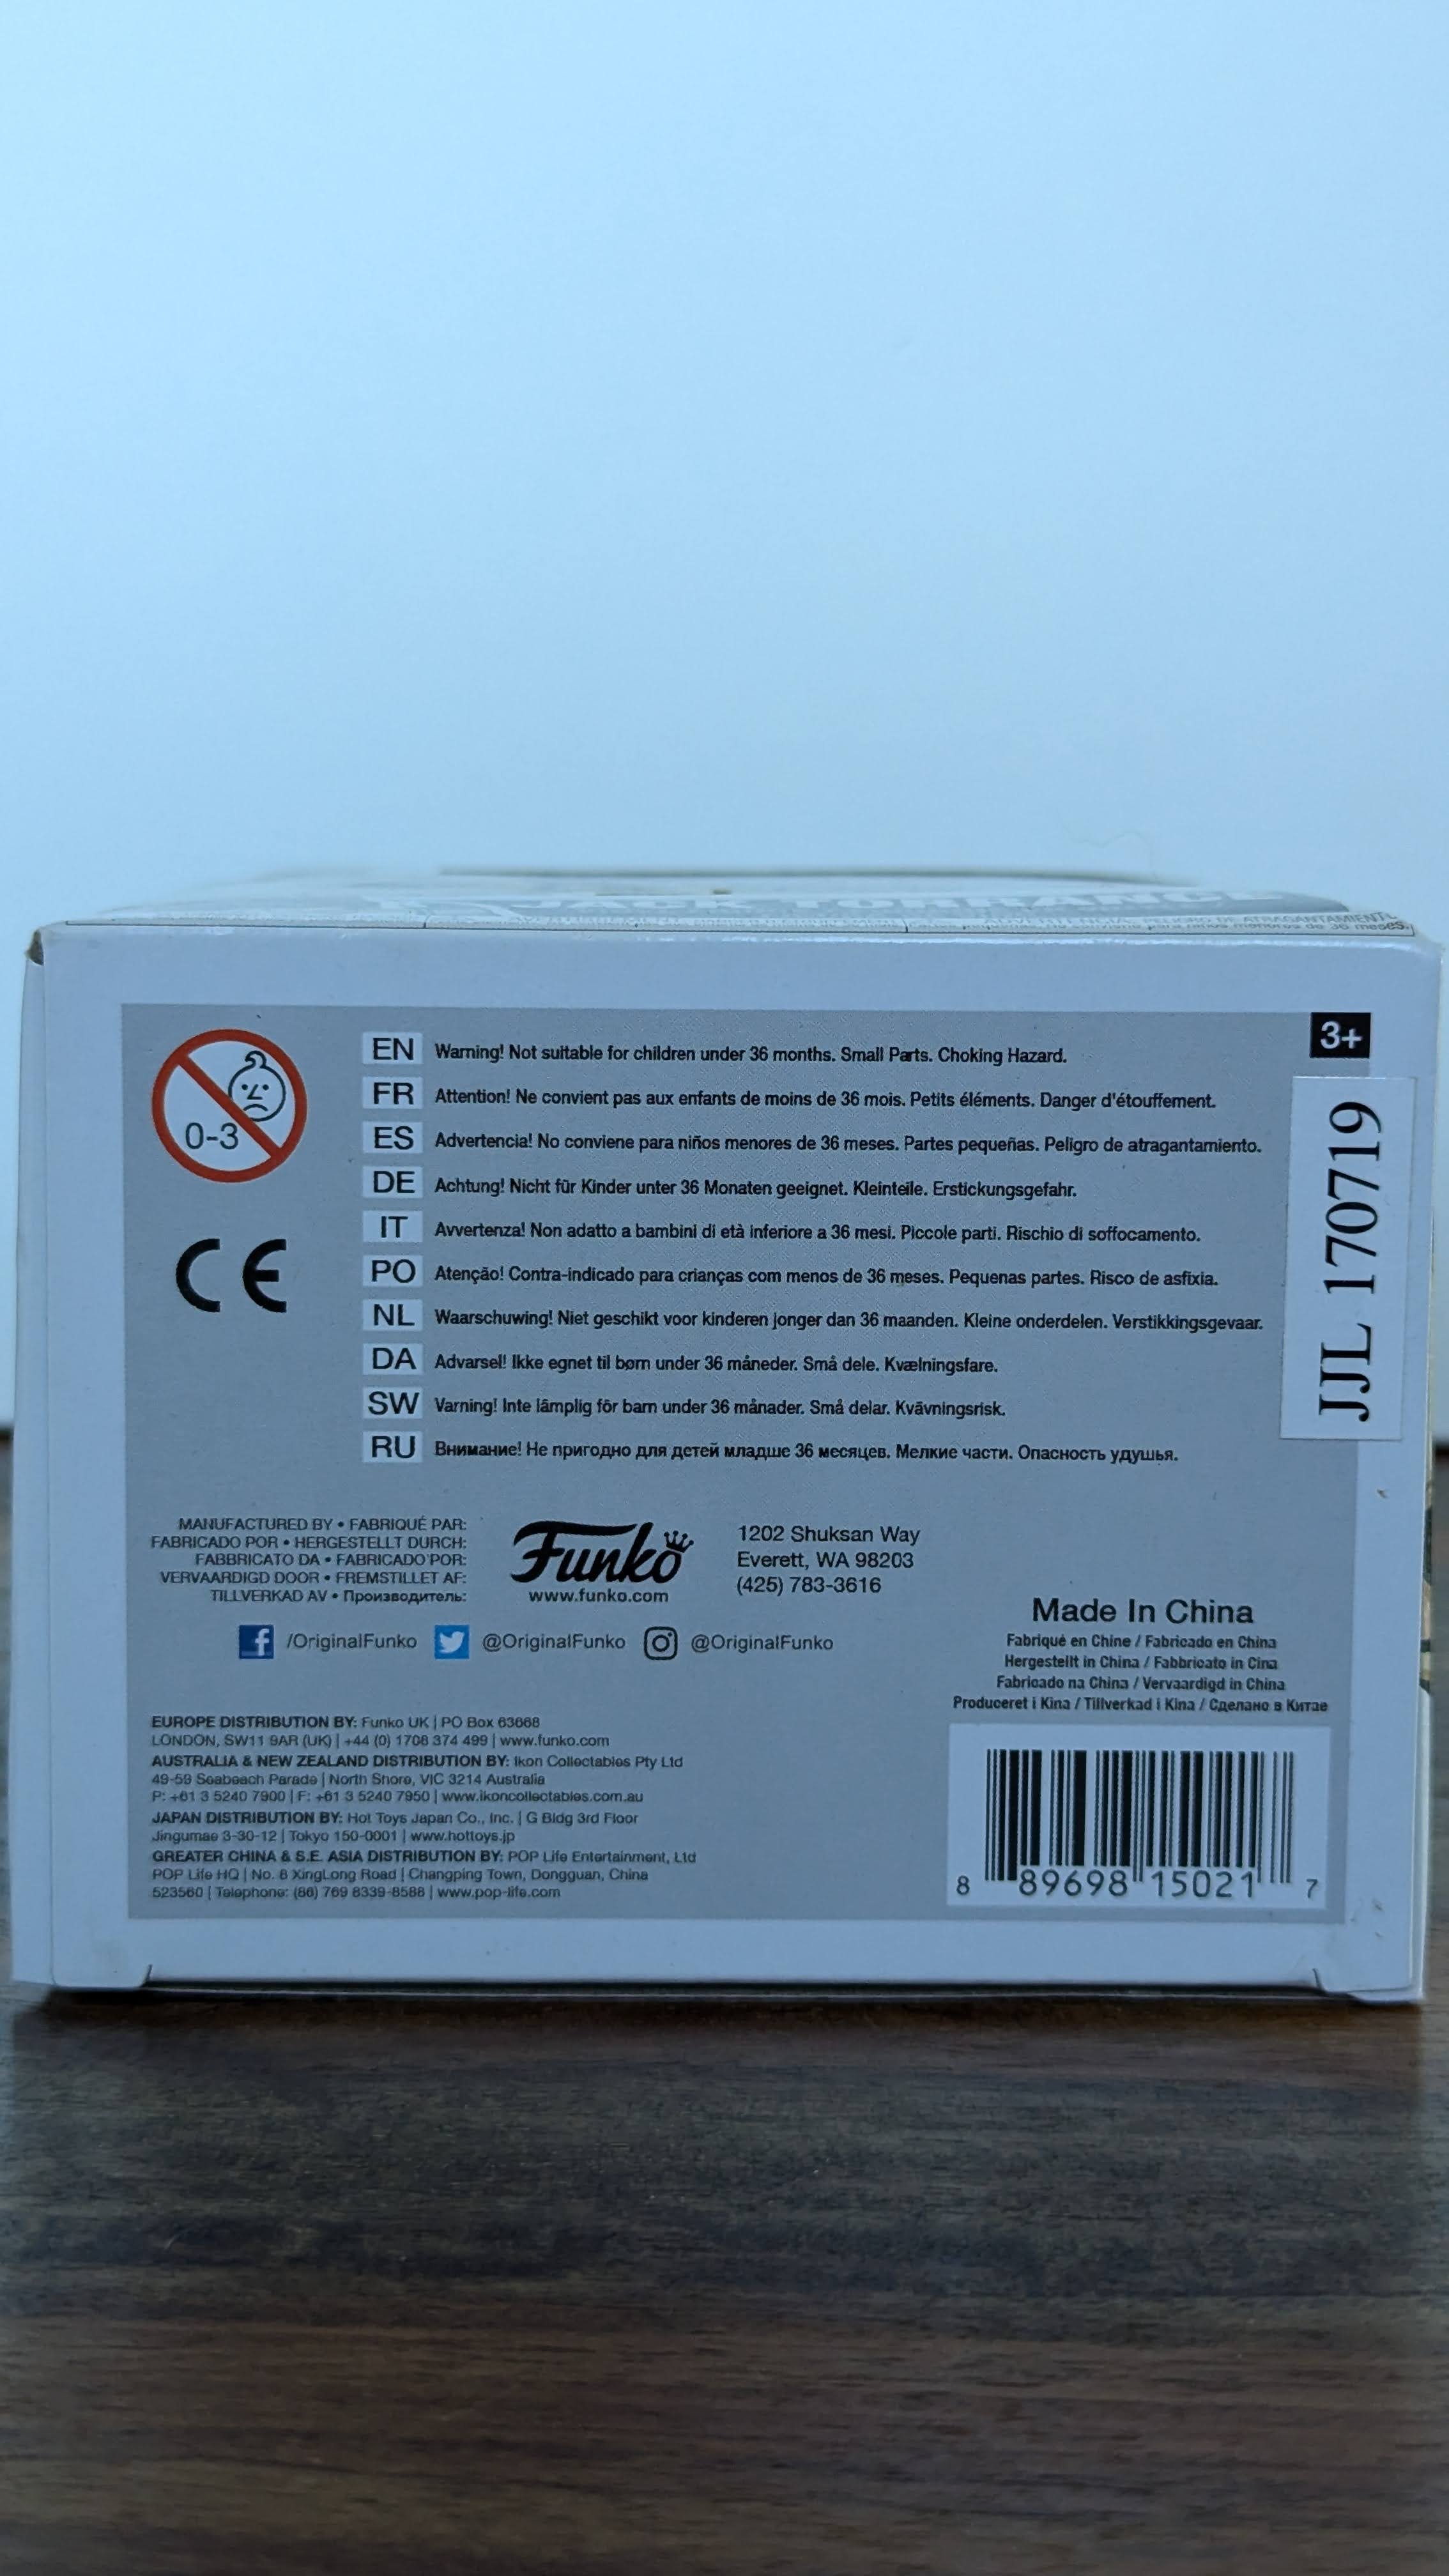 JACK TORRANCE
ADVERTENCIA: PELIGRO DE ATRAGANTAMIENTO
para niños menores de 36 meses.
3+
0-3
EN Warning! Not suitable for children under 36 months. Small Parts. Choking Hazard.
FR Attention! Ne convient pas aux enfants de moins de 36 mois. Petits éléments. Danger d'étouffement.
ES Advertencia! No conviene para niños menores de 36 meses. Partes pequeñas. Peligro de atragantamiento.
DE Achtung! Nicht für Kinder unter 36 Monaten geeignet. Kleinteile. Erstickungsgefahr.
IT Avvertenza! Non adatto a bambini di età inferiore a 36 mesi. Piccole parti. Rischio di soffocamento.
PO Atenção! Contra-indicado para crianças com menos de 36 meses. Pequenas partes. Risco de asfixia.
NL Waarschuwing! Niet geschikt voor kinderen jonger dan 36 maanden. Kleine onderdelen. Verstikkingsgevaar.
DA Advarsel! Ikke egnet til børn under 36 måneder. Små dele. Kvælningsfare.
SW Varning! Inte lämplig för barn under 36 månader. Små delar. Kvävningsrisk.
RU Внимание! Не пригодно для детей младше 36 месяцев. Мелкие части. Опасность удушья.
CE
JJL 170719
MANUFACTURED BY • FABRIQUÉ PAR:
FABRICADO POR • HERGESTELLT DURCH:
FABBRICATO DA • FABRICADO POR:
VERVAARDIGD DOOR • FREMSTILLET AF:
TILLVERKAD AV • Производитель:
Funko
www.funko.com
1202 Shuksan Way
Everett, WA 98203
(425) 783-3616
/OriginalFunko @OriginalFunko @OriginalFunko
Made In China
Fabriqué en Chine / Fabricado en China
Hergestellt in China / Fabbricato in Cina
Fabricado na China / Vervaardigd in China
Produceret i Kina / Tillverkad i Kina / Сделано в Китае
EUROPE DISTRIBUTION BY: Funko UK | PO Box 63668
LONDON, SW11 9AR (UK) | +44 (0) 1708 374 499 | www.funko.com
AUSTRALIA & NEW ZEALAND DISTRIBUTION BY: Ikon Collectables Pty Ltd
49-59 Seabeach Parade | North Shore, VIC 3214 Australia
P: +61 3 5240 7900 | F: +61 3 5240 7950 | www.ikoncollectables.com.au
JAPAN DISTRIBUTION BY: Hot Toys Japan Co., Inc. | G Bldg 3rd Floor
Jingumae 3-30-12 | Tokyo 150-0001 | www.hottoys.jp
GREATER CHINA & S.E. ASIA DISTRIBUTION BY: POP Life Entertainment, Ltd
POP Life HQ | No. 8 XingLong Road | Changping Town, Dongguan, China
523560 | Telephone: (86) 769 8339-8588 | www.pop-life.com
8 89698 15021 7